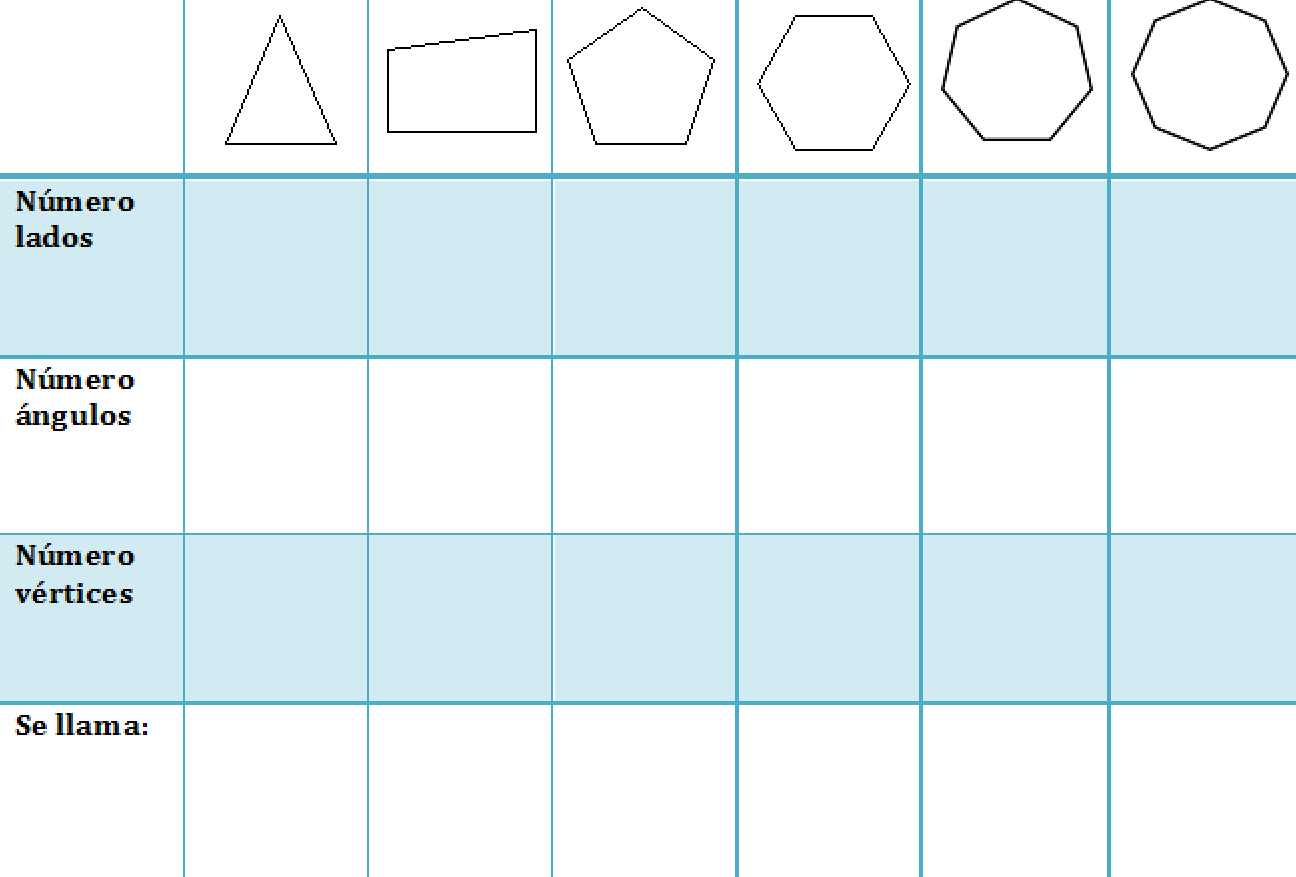 Número
lados
Número
ángulos
Número
vértices
Se llama: